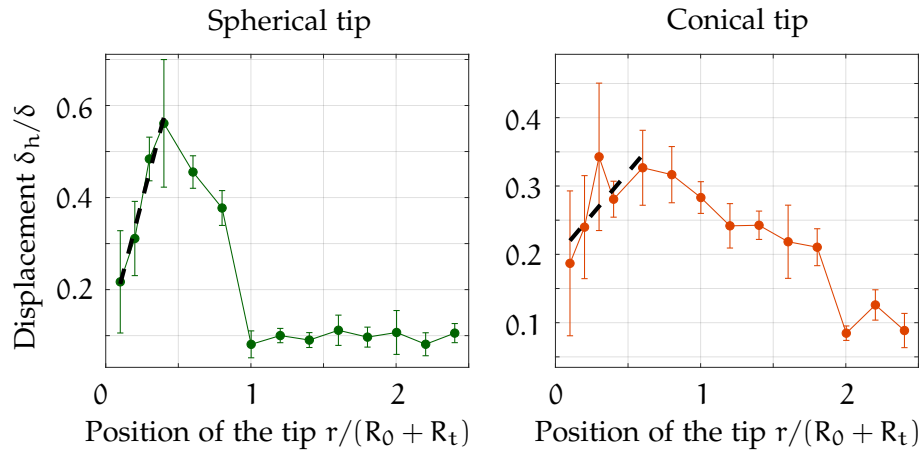 Spherical tip
Conical tip
Displacement δh/δ
0.6
0.4
0.2
0
1
2
Position of the tip r/(R0 + Rt)
0.4
0.3
0.2
0.1
0
1
2
Position of the tip r/(R0 + Rt)